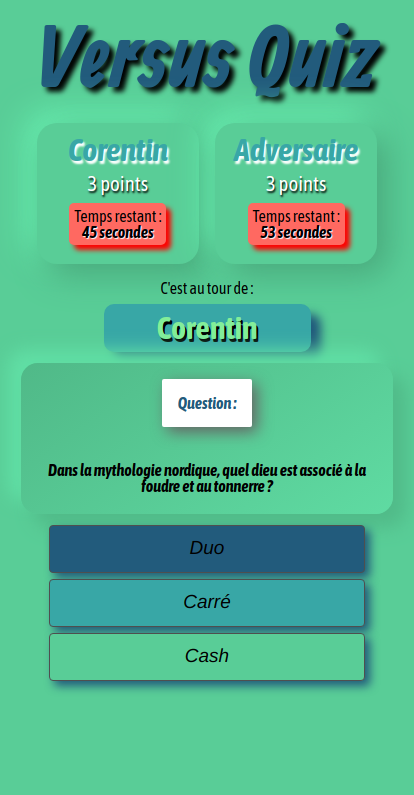 Versus Quiz
Corentin
3 points
Temps restant :
45 secondes
Adversaire
3 points
Temps restant :
53 secondes
C'est au tour de :
Corentin
Question :
Dans la mythologie nordique, quel dieu est associé à la
foudre et au tonnerre ?
Duo
Carré
Cash